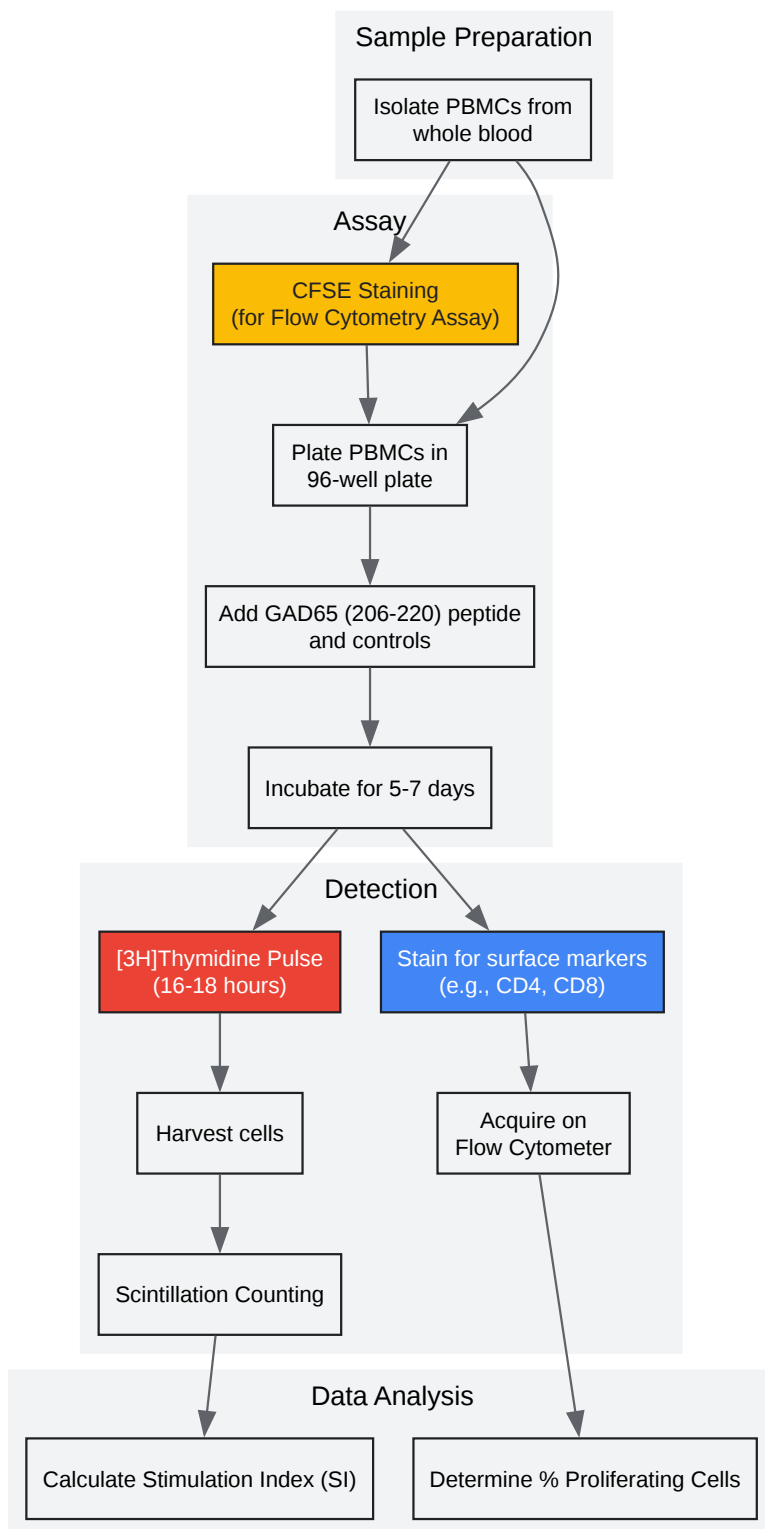 Sample Preparation
Isolate PBMCs from
whole blood
Assay
CFSE Staining
(for Flow Cytometry Assay)
Plate PBMCs in
96-well plate
Add GAD65 (206-220) peptide
and controls
Incubate for 5-7 days
Detection
[3H]Thymidine Pulse
(16-18 hours)
Stain for surface markers
(e.g., CD4, CD8)
Harvest cells
Acquire on
Flow Cytometer
Scintillation Counting
Data Analysis
Calculate Stimulation Index (SI)
Determine % Proliferating Cells